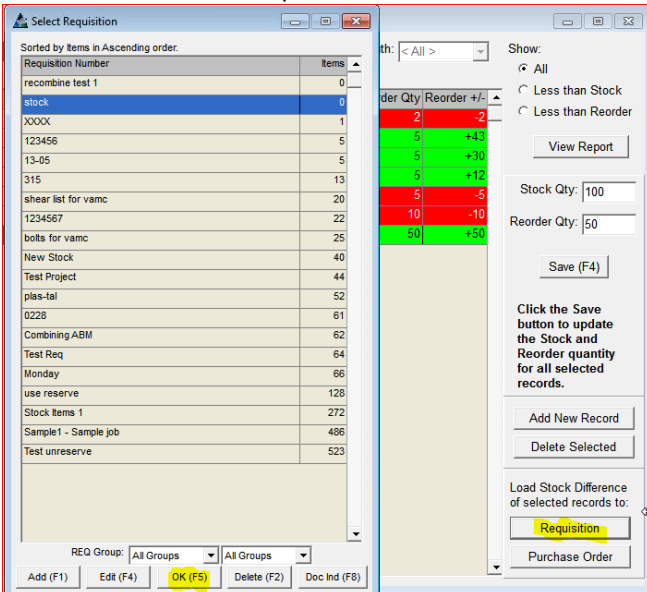 Select Requisition
Sorted by Items in Ascending order.
Requisition Number Items
recombine test 1 0
stock 0
XXXX 1
123456 5
13-05 5
315 13
shear list for vamc 20
1234567 22
bolts for vamc 25
New Stock 40
Test Project 44
plas-tal 52
0228 61
Combining ABM 62
Test Req 64
Monday 66
use reserve 128
Stock Items 1 272
Sample1 - Sample job 486
Test unreserve 523
REQ Group: All Groups All Groups
Add (F1) Edit (F4) OK (F5) Delete (F2) Doc Ind (F8)
th: < All >
der Qty Reorder +/-
2 -2
5 +43
5 +30
5 +12
5 -5
10 -10
50 +50
Show:
All
Less than Stock
Less than Reorder
View Report
Stock Qty: 100
Reorder Qty: 50
Save (F4)
Click the Save
button to update
the Stock and
Reorder quantity
for all selected
records.
Add New Record
Delete Selected
Load Stock Difference
of selected records to:
Requisition
Purchase Order